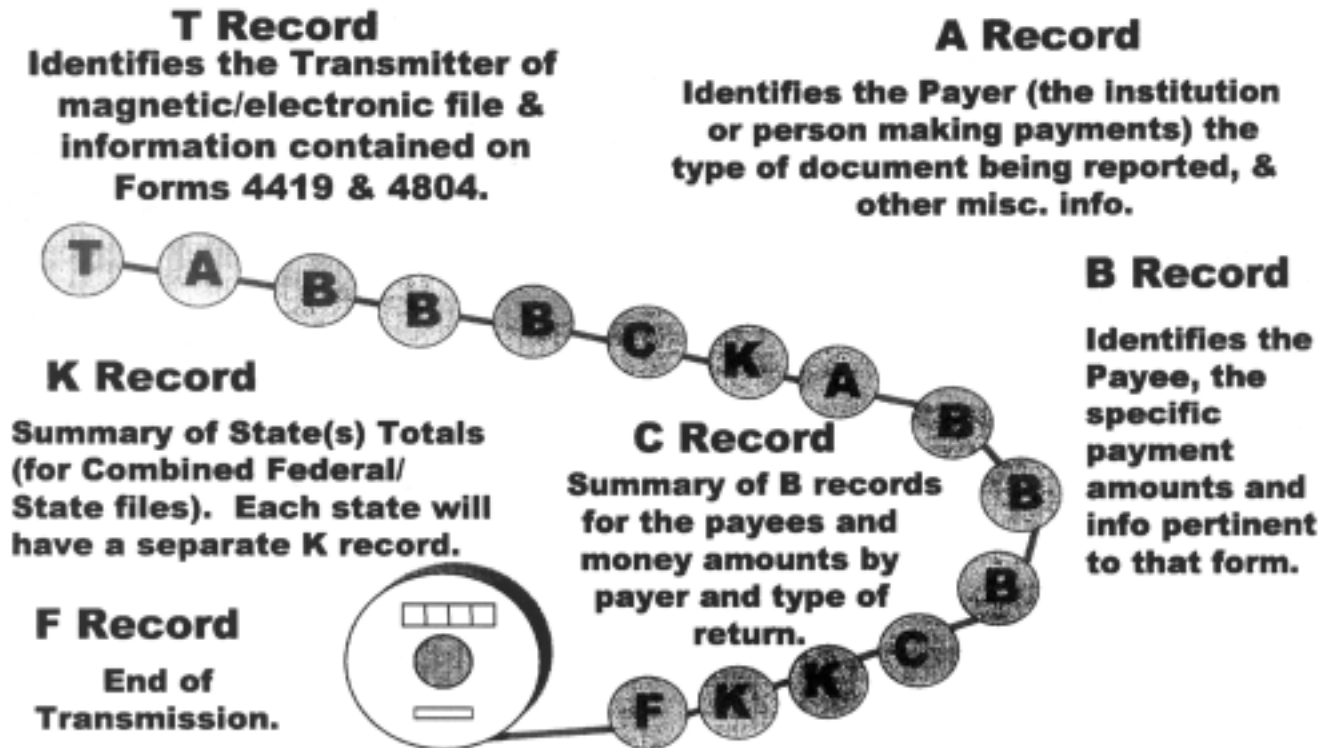 T Record
Identifies the Transmitter of
magnetic/electronic file &
information contained on
Forms 4419 & 4804.
A Record
Identifies the Payer (the institution
or person making payments) the
type of document being reported, &
other misc. info.
T
A
B
B
B
C
K
A
B
B
B
C
K
K
F
B Record
Identifies the
Payee, the
specific
payment
amounts and
info pertinent
to that form.
K Record
Summary of State(s) Totals
(for Combined Federal/
State files). Each state will
have a separate K record.
C Record
Summary of B records
for the payees and
money amounts by
payer and type of
return.
F Record
End of
Transmission.